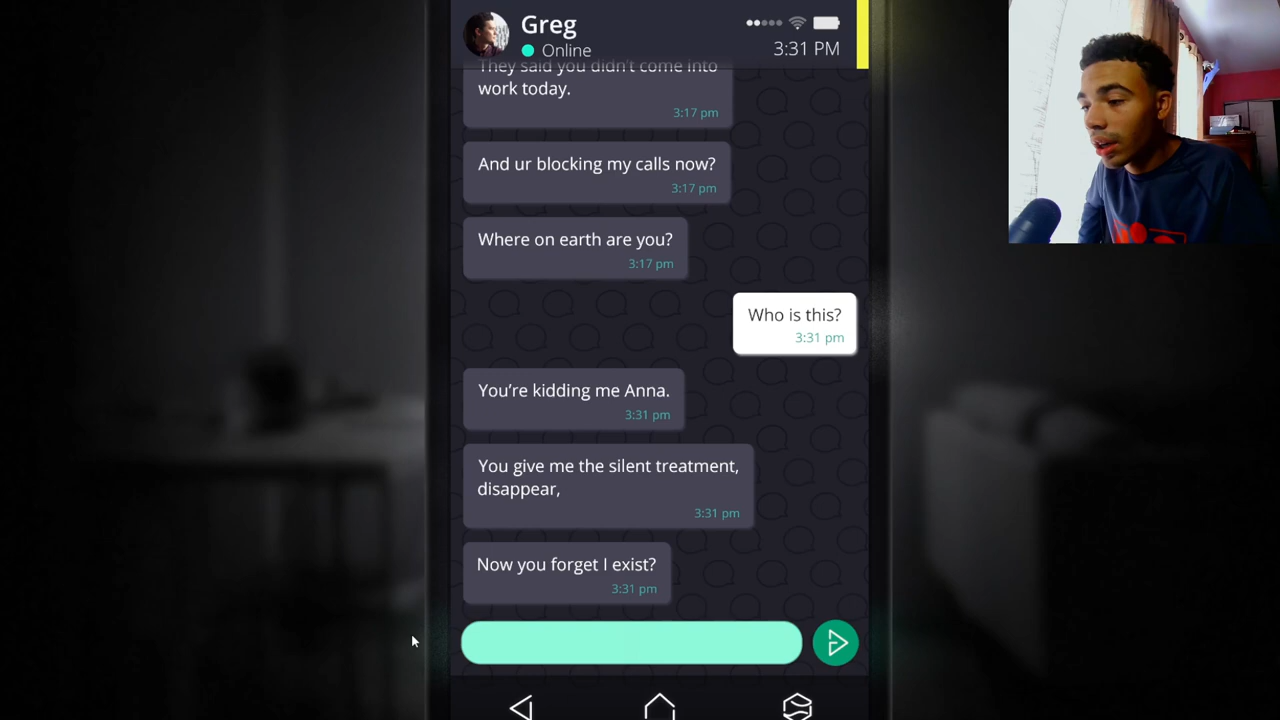 Greg
Online
3:31 PM
They said you didn't come into
work today.
3:17 pm
And ur blocking my calls now?
3:17 pm
Where on earth are you?
3:17 pm
Who is this?
3:31 pm
You're kidding me Anna.
3:31 pm
You give me the silent treatment,
disappear,
3:31 pm
Now you forget I exist?
3:31 pm